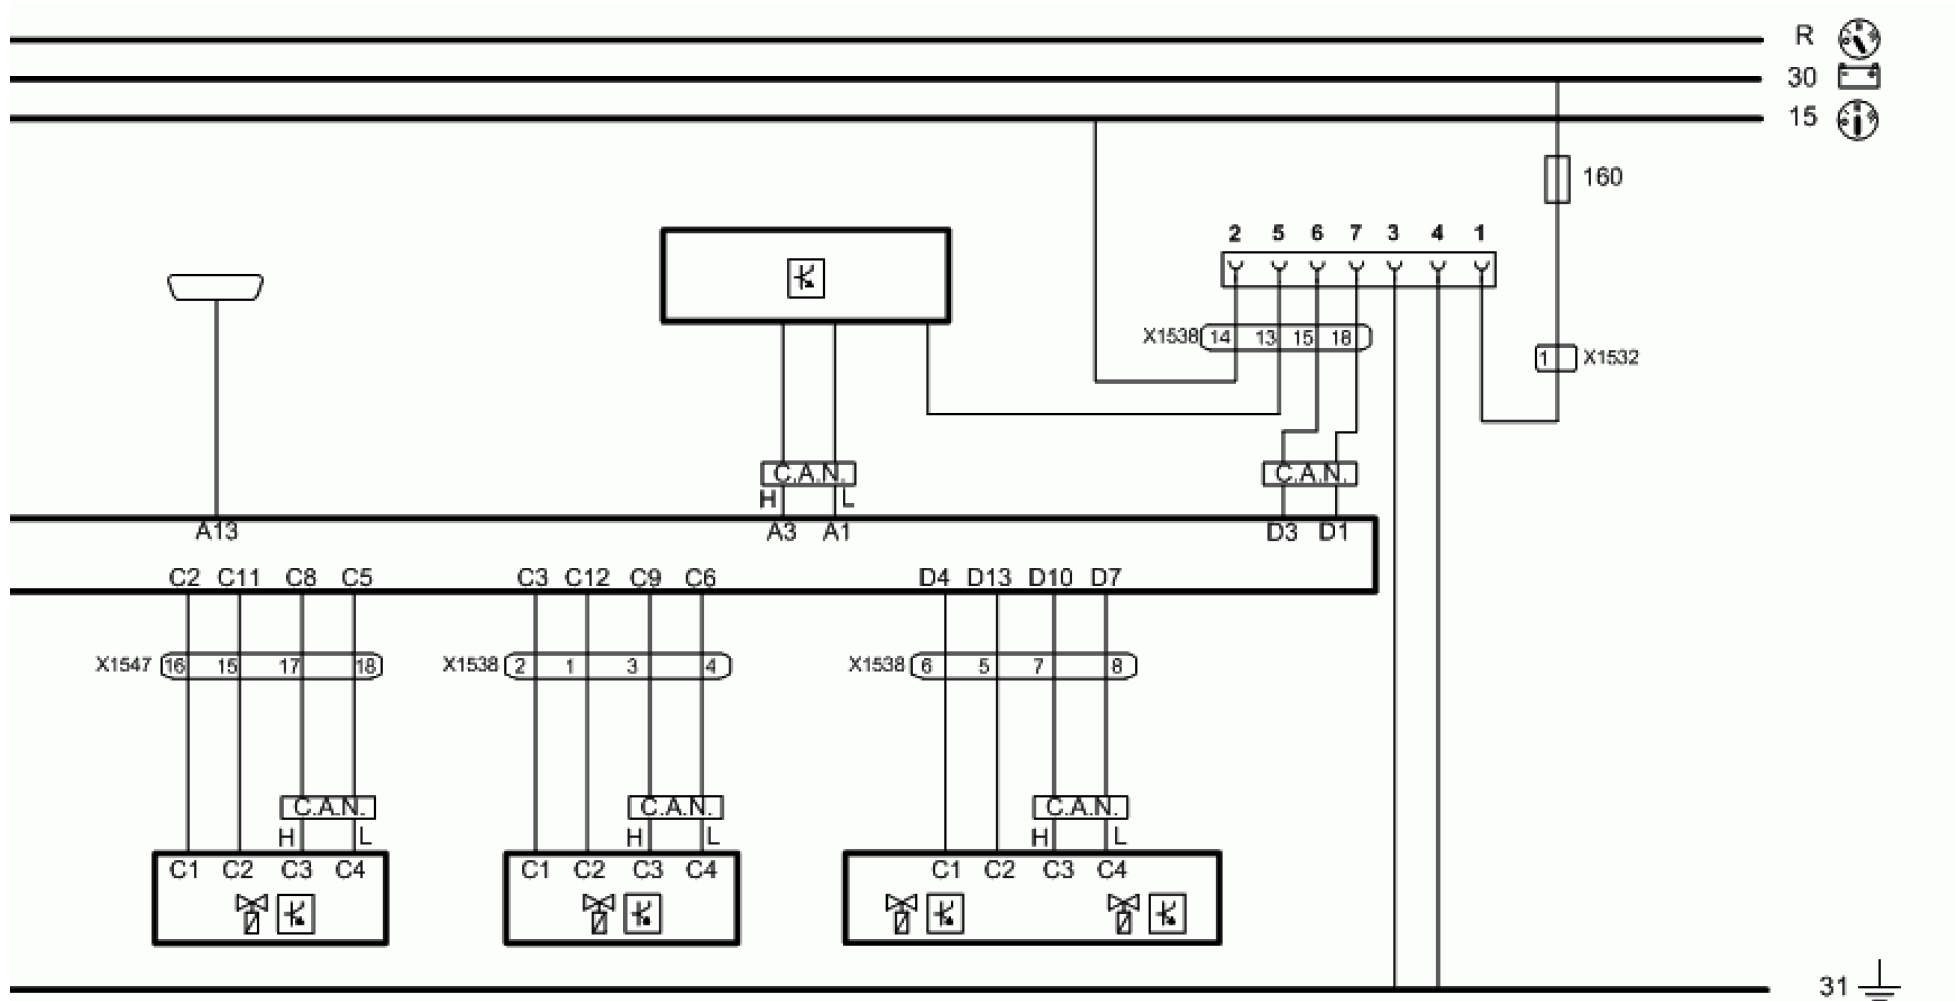 R
30
15
160
2 5 6 7 3 4 1
X1538 14 13 15 18
1 X1532
C.A.N. C.A.N.
H L
A13 A3 A1 D3 D1
C2 C11 C8 C5 C3 C12 C9 C6 D4 D13 D10 D7
X1547 16 15 17 18 X1538 2 1 3 4 X1538 6 5 7 8
C.A.N. C.A.N. C.A.N.
H L H L H L
C1 C2 C3 C4 C1 C2 C3 C4 C1 C2 C3 C4
31